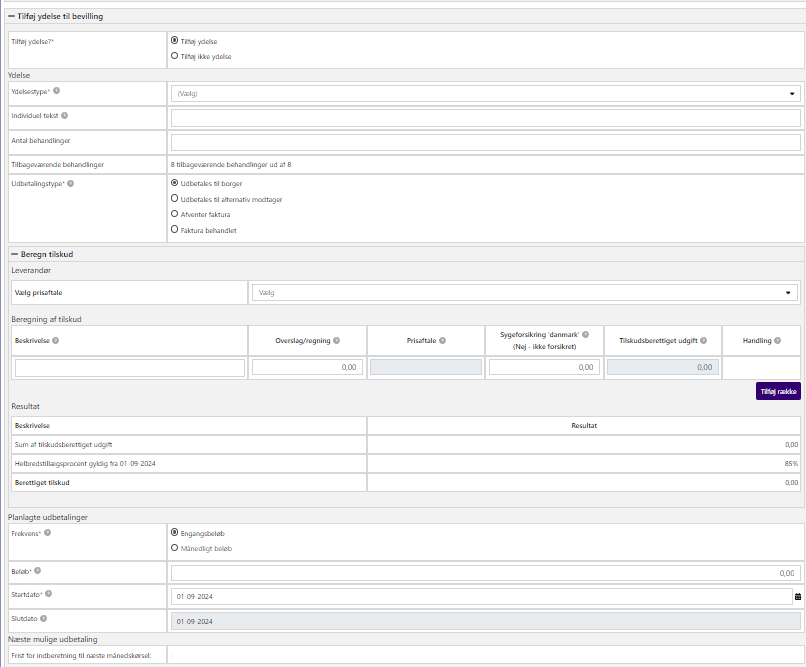 Tilføj ydelse til bevilling
Tilføj ydelse?*
Tilføj ydelse
Tilføj ikke ydelse
Ydelse
Ydelsestype*
(Vælg)
Individuel tekst
Antal behandlinger
Tilbageværende behandlinger
8 tilbageværende behandlinger ud af 8
Udbetalingstype*
Udbetales til borger
Udbetales til alternativ modtager
Afventer faktura
Faktura behandlet
Beregn tilskud
Leverandør
Vælg prisaftale
Vælg
Beregning af tilskud
Beskrivelse
Overslag/regning
Prisaftale
Sygeforsikring 'danmark'
(Nej - ikke forsikret)
Tilskudsberettiget udgift
Handling
0,00
0,00
0,00
Tilføj række
Resultat
Beskrivelse
Resultat
Sum af tilskudsberettiget udgift
0,00
Helbredstillægsprocent gyldig fra 01-09-2024
85%
Berettiget tilskud
0,00
Planlagte udbetalinger
Frekvens*
Engangsbeløb
Månedligt beløb
Beløb*
0,00
Startdato*
01-09-2024
Slutdato
01-09-2024
Næste mulige udbetaling
Frist for indberetning til næste månedskørsel:
-